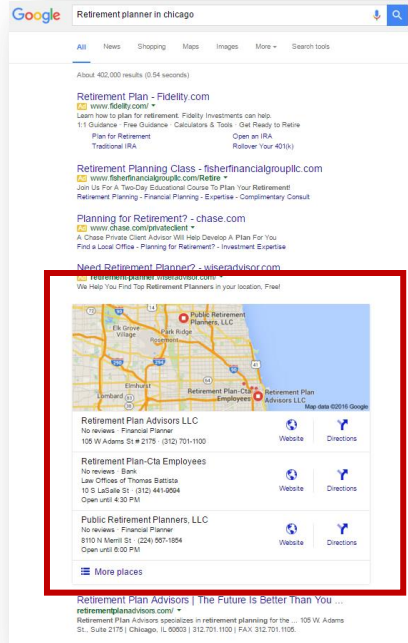 Google
Retirement planner in chicago
All News Shopping Maps Images More Search tools
About 402,000 results (0.54 seconds)
Retirement Plan - Fidelity.com
Ad www.fidelity.com/
Learn how to plan for retirement. Fidelity Investments can help.
1:1 Guidance · Free Guidance · Calculators & Tools · Get Ready to Retire
Plan for Retirement Open an IRA
Traditional IRA Rollover Your 401(k)
Retirement Planning Class - fisherfinancialgroupllc.com
Ad www.fisherfinancialgroupllc.com/Retire
Join Us For A Two-Day Educational Course To Plan Your Retirement!
Retirement Planning - Financial Planning - Expertise - Complimentary Consult
Planning for Retirement? - chase.com
Ad www.chase.com/privateclient
A Chase Private Client Advisor Will Help Develop A Plan For You
Find a Local Office - Planning for Retirement? - Investment Expertise
Need Retirement Planner? - wiseradvisor.com
Ad retirement-planner.wiseradvisor.com/
We Help You Find Top Retirement Planners in your location, Free!
14
Public Retirement
Planners, LLC
Elk Grove
Village
Park Ridge
Rosemont
294
41
Elmhurst
64
Lombard
Retirement Plan-Cta
Employees
Retirement Plan
Advisors LLC
Map data ©2016 Google
Retirement Plan Advisors LLC
No reviews · Financial Planner
105 W Adams St # 2175 · (312) 701-1100
Website Directions
Retirement Plan-Cta Employees
No reviews · Bank
Law Offices of Thomas Battista
10 S LaSalle St · (312) 441-9694
Open until 4:30 PM
Website Directions
Public Retirement Planners, LLC
No reviews · Financial Planner
8110 N Merrill St · (224) 567-1854
Open until 6:00 PM
Website Directions
More places
Retirement Plan Advisors | The Future Is Better Than You ...
retirementplanadvisors.com/
Retirement Plan Advisors specializes in retirement planning for the ... 105 W. Adams
St., Suite 2175 | Chicago, IL 60603 | 312.701.1100 | FAX 312.701.1105.